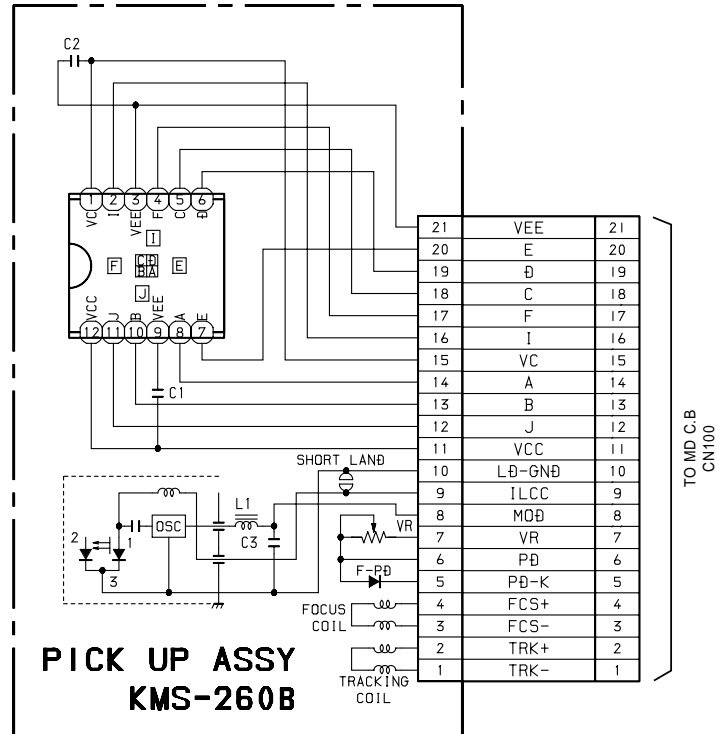 C2
1 2 3 4 5 6
VC I VEE F C Đ
I
F CĐ E
BA
J
VCC J B VEE A E
12 11 10 9 8 7
C1
21 VEE 21
20 E 20
19 Đ 19
18 C 18
17 F 17
16 I 16
15 VC 15
14 A 14
13 B 13
12 J 12
11 VCC 11
10 LĐ-GNĐ 10
9 ILCC 9
8 MOĐ 8
7 VR 7
6 PĐ 6
5 PĐ-K 5
4 FCS+ 4
3 FCS- 3
2 TRK+ 2
1 TRK- 1
TO MD C.B
CN100
SHORT LANĐ
L1
2 1 OSC
C3
3
VR
F-PĐ
FOCUS
COIL
TRACKING
COIL
PICK UP ASSY
KMS-260B